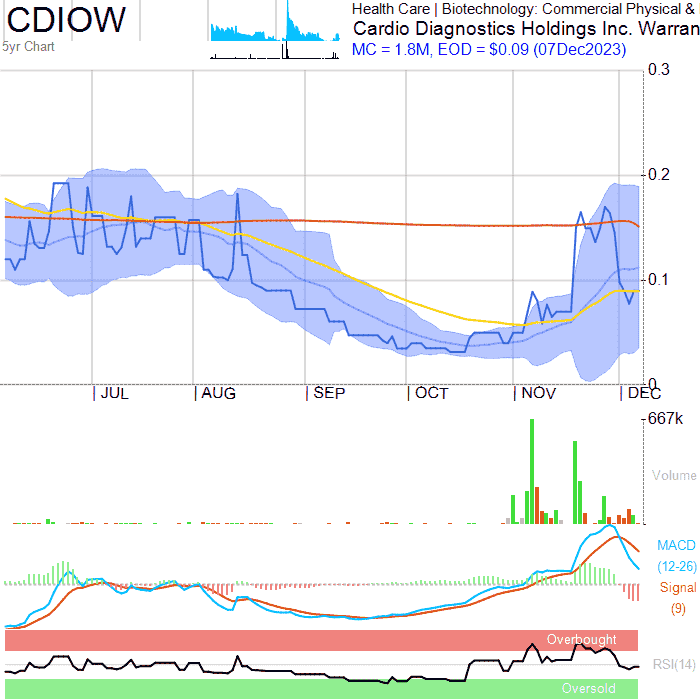 CDIOW
5yr Chart
Health Care | Biotechnology: Commercial Physical &
Cardio Diagnostics Holdings Inc. Warran
MC = 1.8M, EOD = $0.09 (07Dec2023)
0.3
0.2
0.1
0
JUL AUG SEP OCT NOV DEC
667k
Volume
MACD
(12-26)
Signal
(9)
Overbought
RSI(14)
Oversold